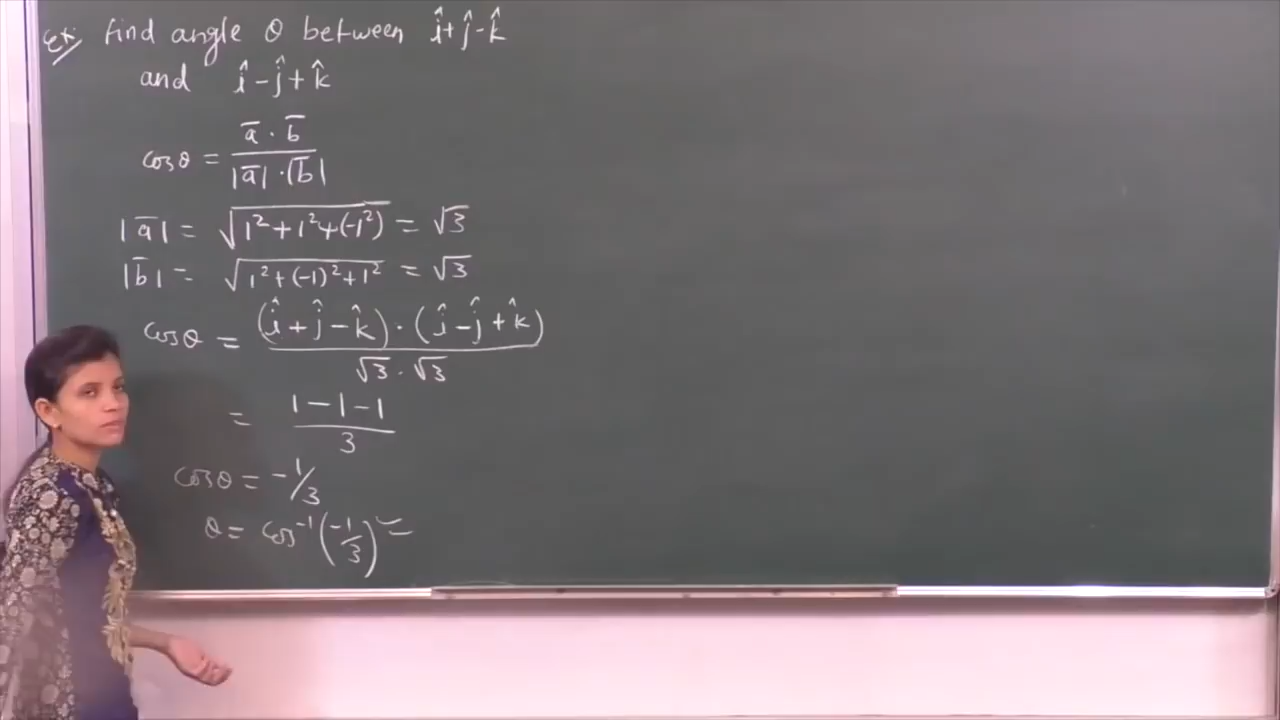 Ex: Find angle θ between î+ĵ-k̂
and î-ĵ+k̂
cosθ = a̅ · b̅ / |a̅| · |b̅|
|a̅| = √(1²+1²+(-1²)) = √3
|b̅| = √(1²+(-1)²+1²) = √3
cosθ = (î+ĵ-k̂) · (ĵ-ĵ+k̂) / √3 · √3
= 1-1-1 / 3
cosθ = -1/3
θ = cos⁻¹(-1/3)